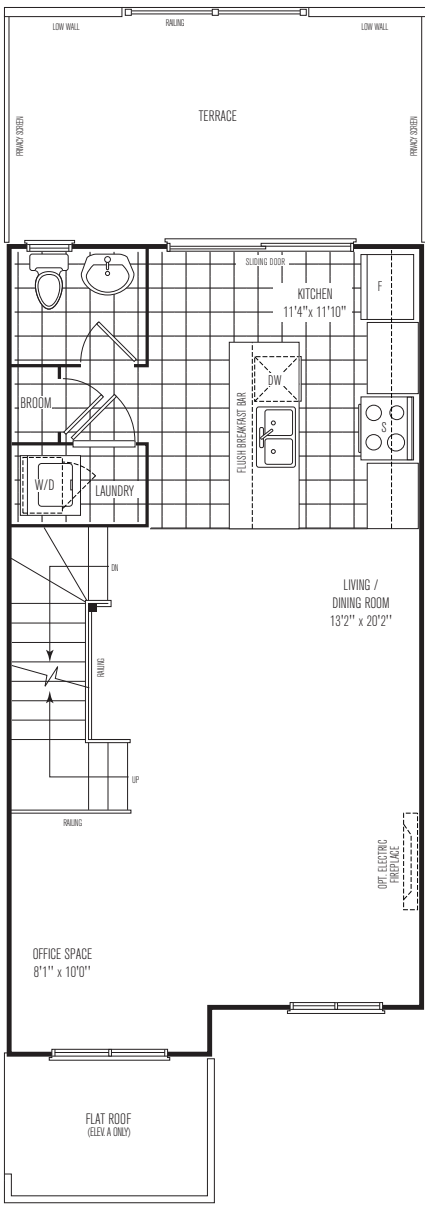 LOW WALL
RAILING
LOW WALL
TERRACE
PRIVACY SCREEN
PRIVACY SCREEN
SLIDING DOOR
KITCHEN
11'4" x 11'10"
F
DW
FLUSH BREAKFAST BAR
S
BROOM
W/D
LAUNDRY
DN
LIVING /
DINING ROOM
13'2" x 20'2"
RAILING
UP
RAILING
OPT. ELECTRIC
FIREPLACE
OFFICE SPACE
8'1" x 10'0"
FLAT ROOF
(ELEV. A ONLY)